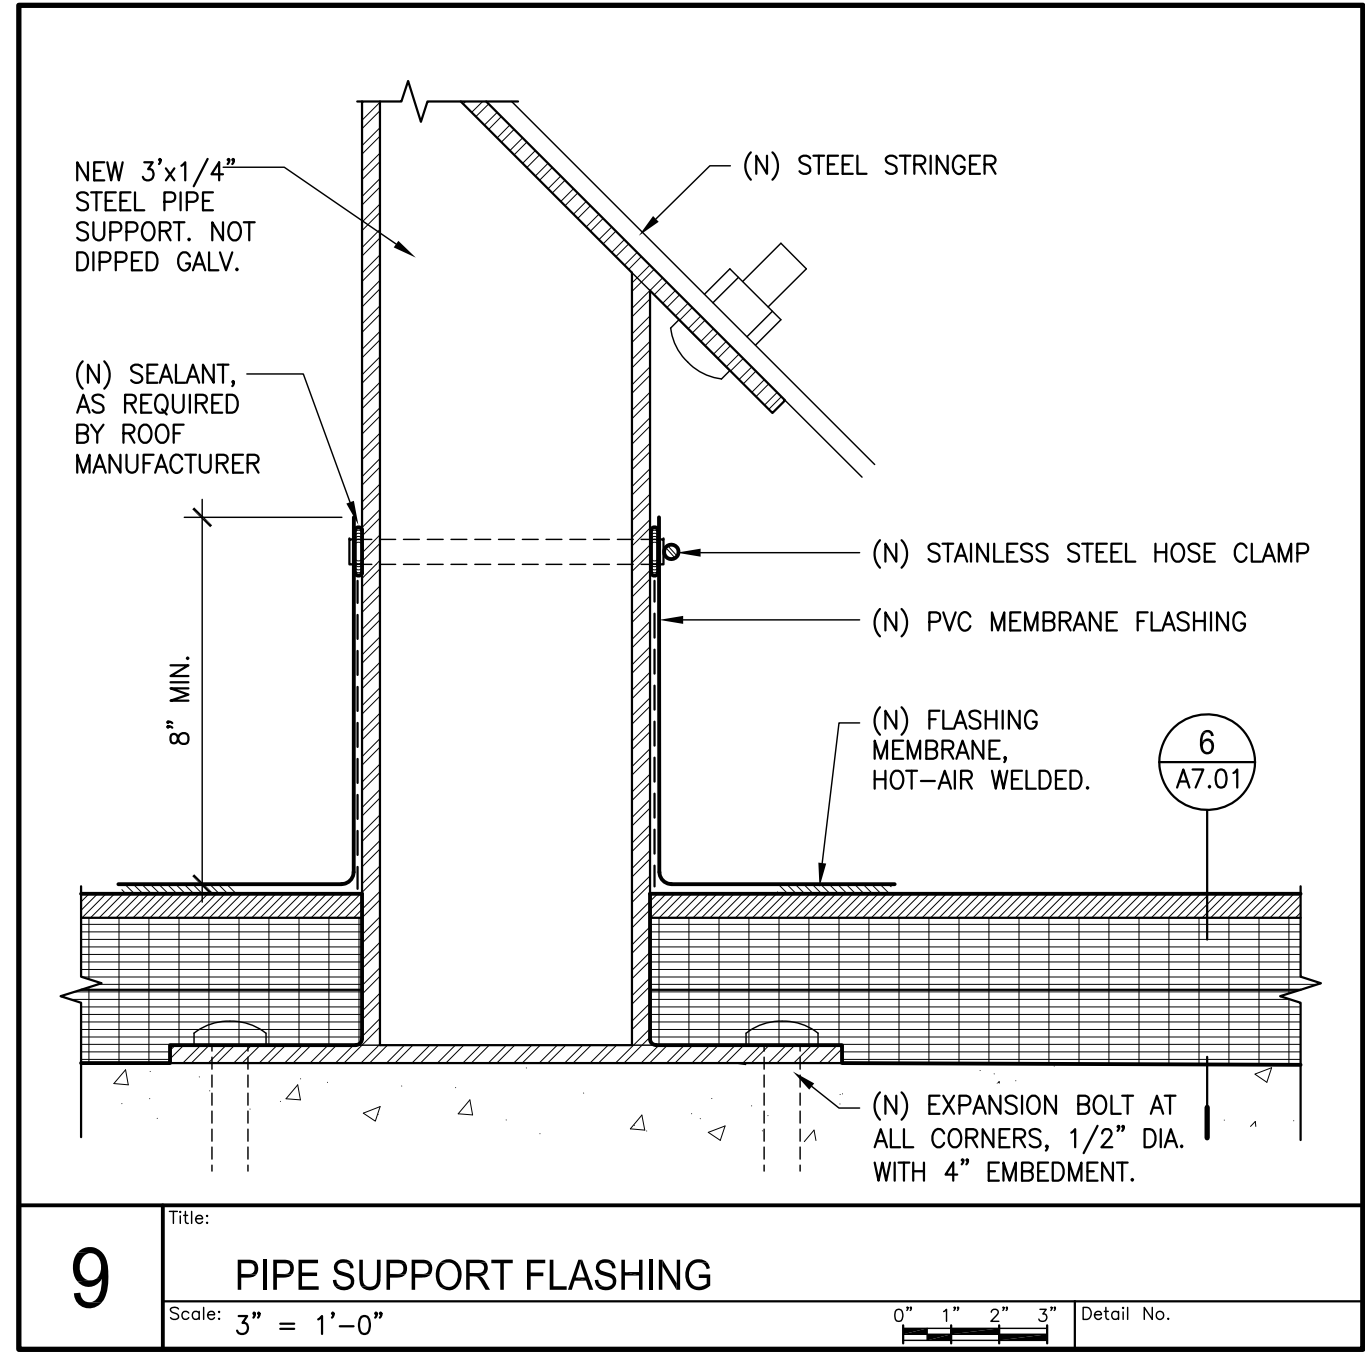 NEW 3'x1/4"
STEEL PIPE
SUPPORT. NOT
DIPPED GALV.
(N) STEEL STRINGER
(N) SEALANT,
AS REQUIRED
BY ROOF
MANUFACTURER
(N) STAINLESS STEEL HOSE CLAMP
(N) PVC MEMBRANE FLASHING
8" MIN.
(N) FLASHING
MEMBRANE,
HOT-AIR WELDED.
6
A7.01
(N) EXPANSION BOLT AT
ALL CORNERS, 1/2" DIA.
WITH 4" EMBEDMENT.
9
Title:
PIPE SUPPORT FLASHING
Scale: 3" = 1'-0"
0" 1" 2" 3"
Detail No.